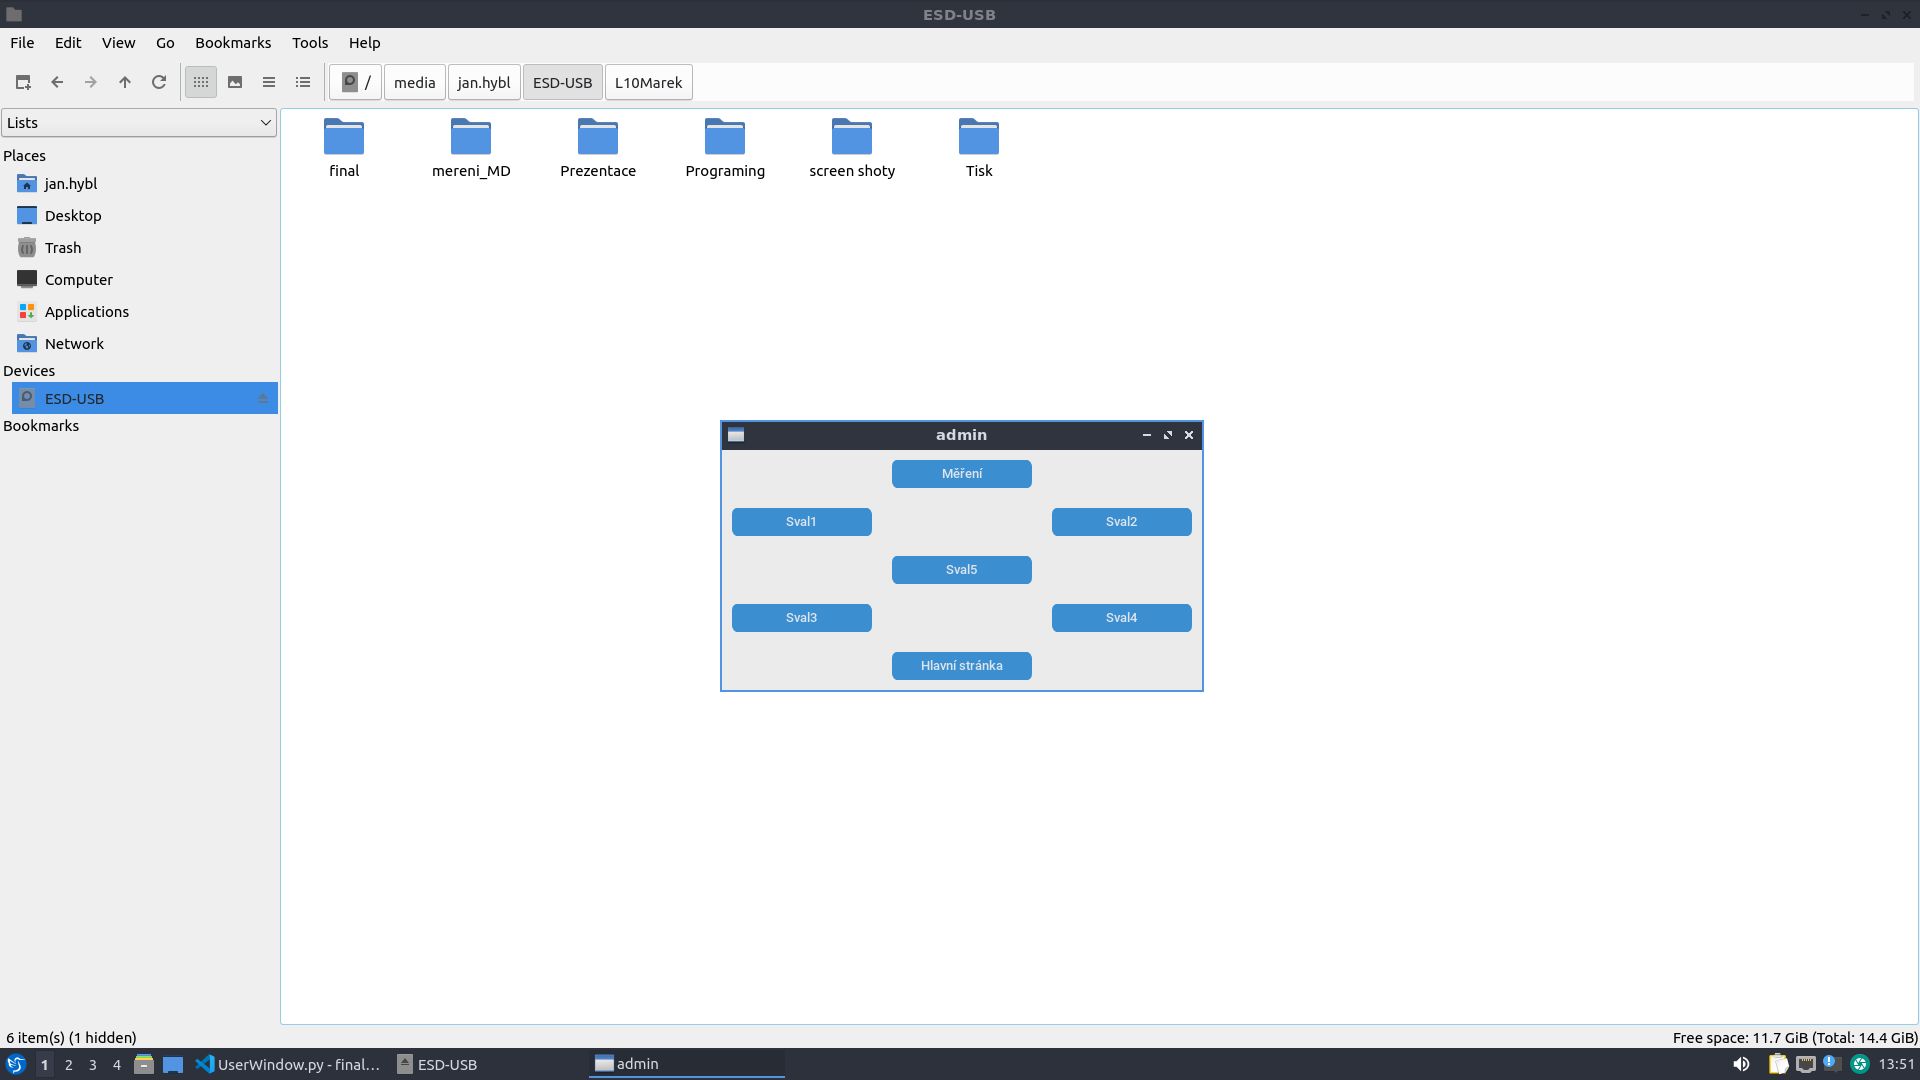 ESD-USB
File Edit View Go Bookmarks Tools Help
/ media jan.hybl ESD-USB L10Marek
Lists
Places
jan.hybl
Desktop
Trash
Computer
Applications
Network
Devices
ESD-USB
Bookmarks
final mereni_MD Prezentace Programing screen shoty Tisk
admin
Měření
Sval1 Sval2
Sval5
Sval3 Sval4
Hlavní stránka
6 item(s) (1 hidden) Free space: 11.7 GiB (Total: 14.4 GiB)
1 2 3 4 UserWindow.py - final... ESD-USB admin 13:51